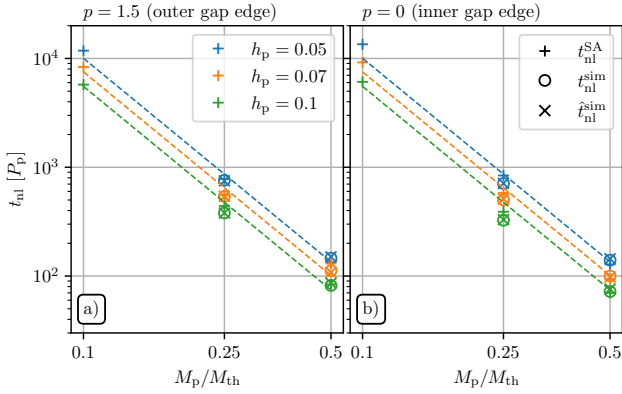 p = 1.5 (outer gap edge)
p = 0 (inner gap edge)
h_p = 0.05
h_p = 0.07
h_p = 0.1
t_nl^SA
t_nl^sim
t̂_nl^sim
10^4
10^3
10^2
t_nl [P_p]
a)
b)
0.1
0.25
0.5
0.1
0.25
0.5
M_p/M_th
M_p/M_th